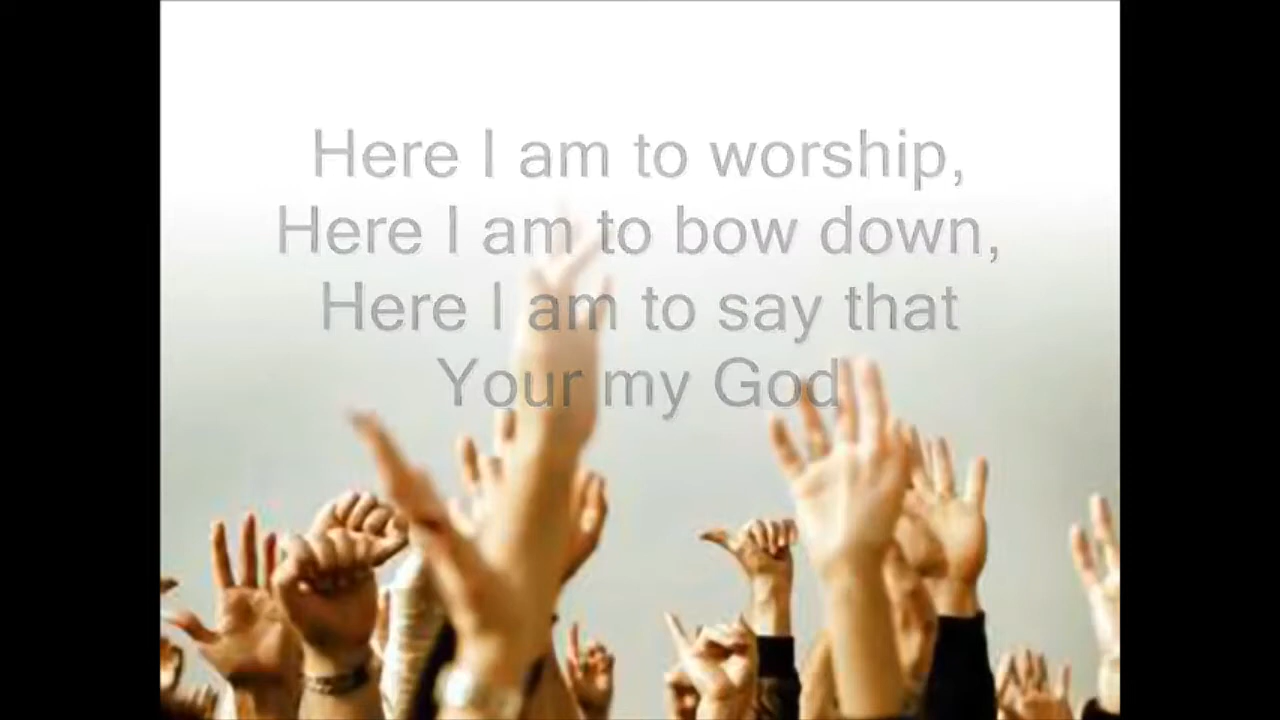 Here I am to worship,
Here I am to bow down,
Here I am to say that
Your my God